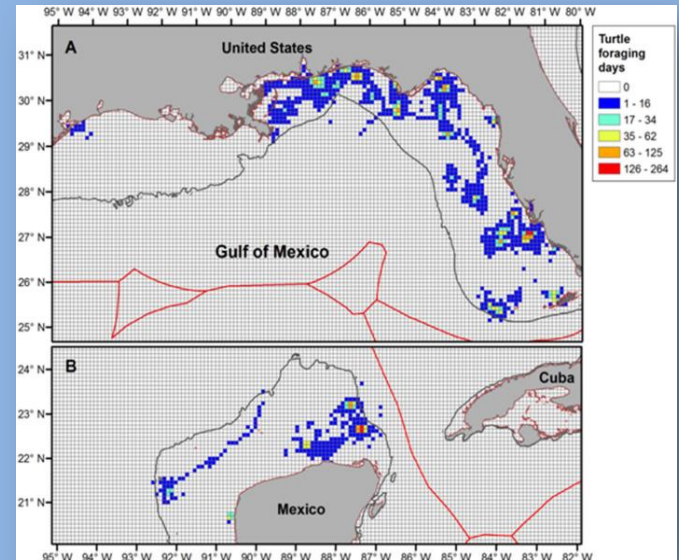 95° W 94° W 93° W 92° W 91° W 90° W 89° W 88° W 87° W 86° W 85° W 84° W 83° W 82° W 81° W 80° W
A
United States
31° N
30° N
29° N
28° N
27° N
26° N
25° N
Gulf of Mexico
Turtle
foraging
days
0
1 - 16
17 - 34
35 - 62
63 - 125
126 - 264
B
24° N
23° N
22° N
21° N
Cuba
Mexico
95° W 94° W 93° W 92° W 91° W 90° W 89° W 88° W 87° W 86° W 85° W 84° W 83° W 82° W